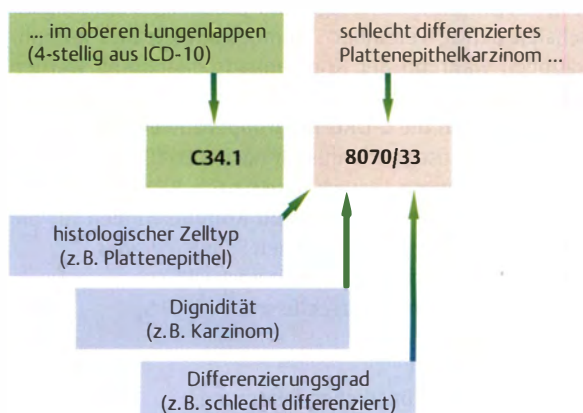 ... im oberen Lungenlappen
(4-stellig aus ICD-10)
schlecht differenziertes
Plattenepithelkarzinom ...
C34.1
8070/33
histologischer Zelltyp
(z. B. Plattenepithel)
Dignidität
(z. B. Karzinom)
Differenzierungsgrad
(z. B. schlecht differenziert)